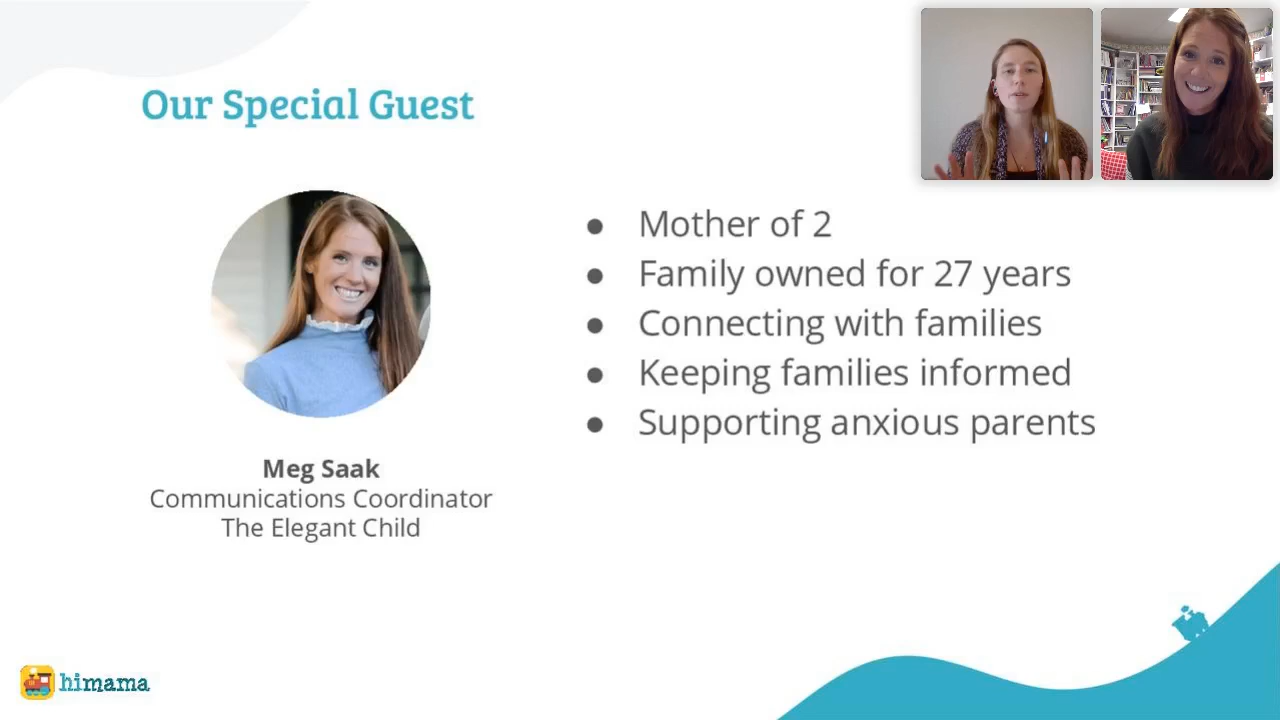 Our Special Guest
Mother of 2
Family owned for 27 years
Connecting with families
Keeping families informed
Supporting anxious parents
Meg Saak
Communications Coordinator
The Elegant Child
himama